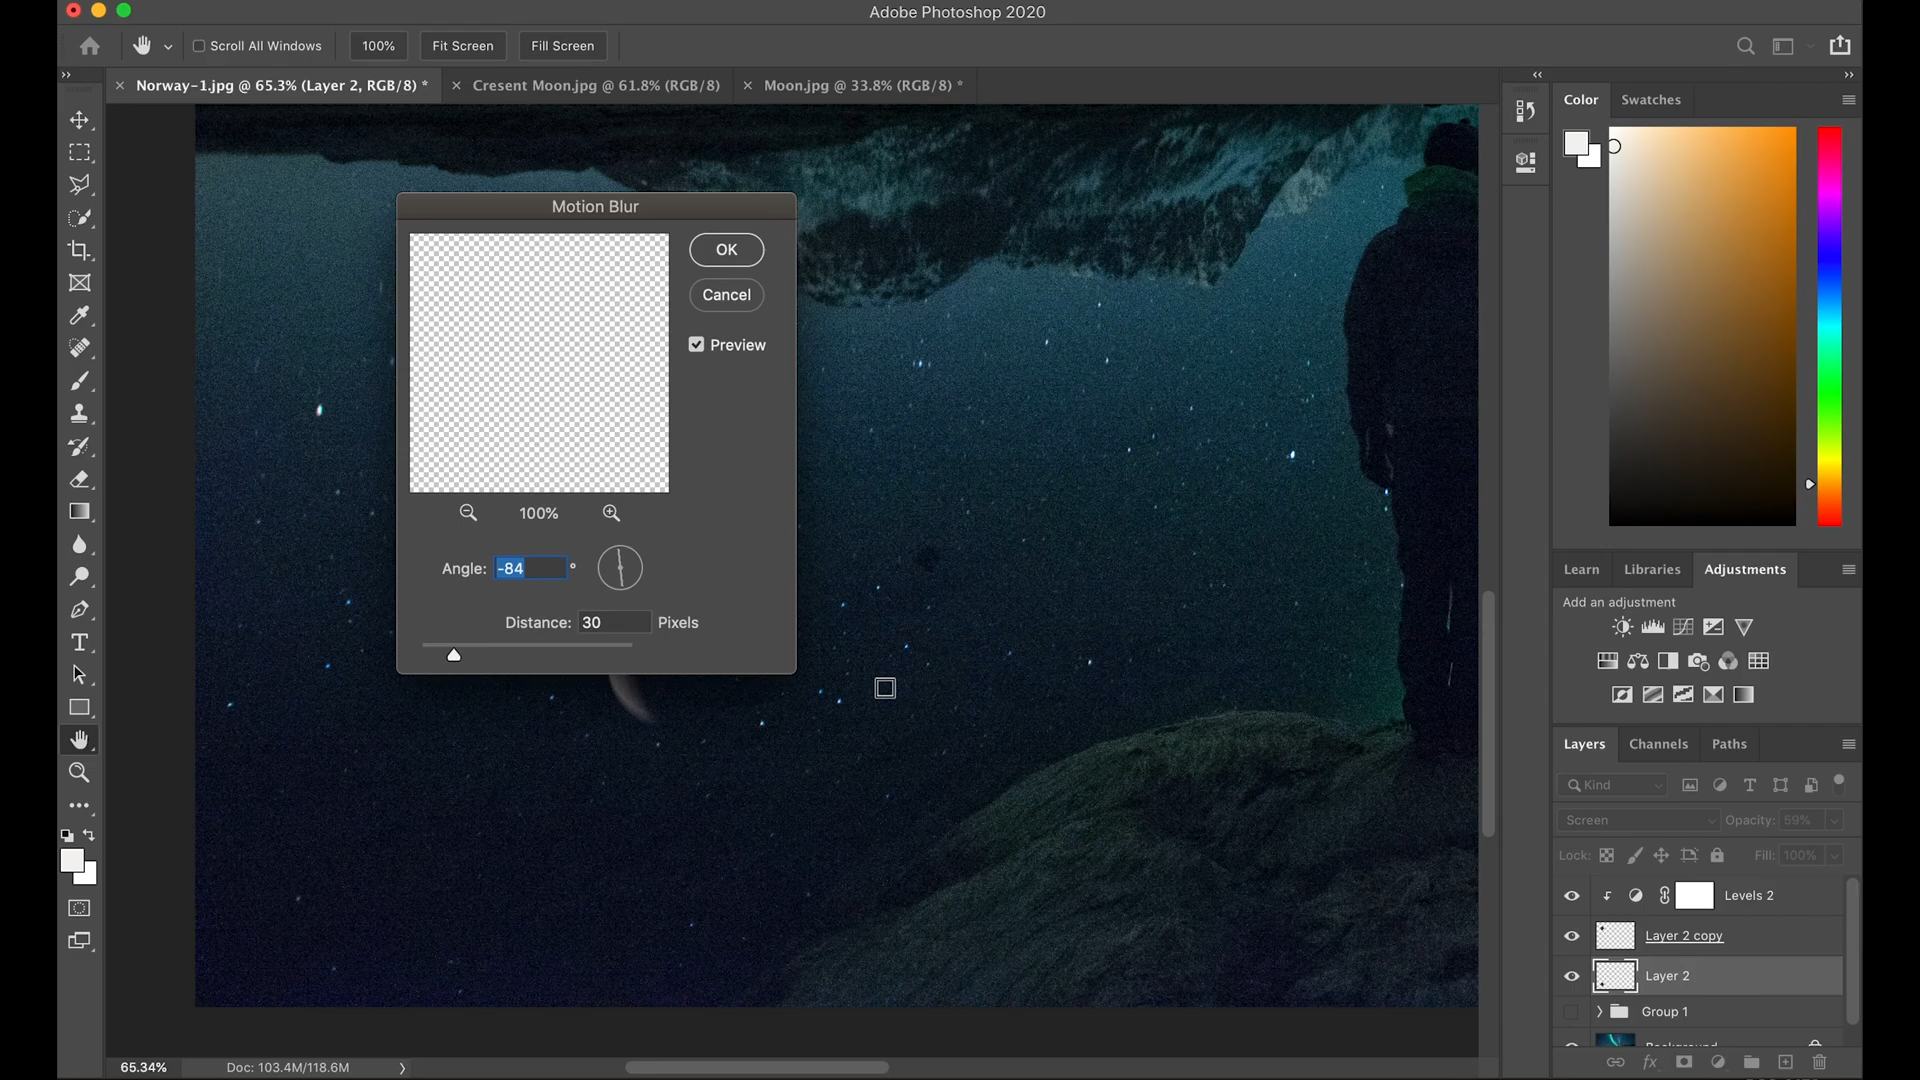 Adobe Photoshop 2020
Scroll All Windows
100%
Fit Screen
Fill Screen
Norway-1.jpg @ 65.3% (Layer 2, RGB/8) *
Cresent Moon.jpg @ 61.8% (RGB/8)
Moon.jpg @ 33.8% (RGB/8) *
Color
Swatches
Motion Blur
OK
Cancel
Preview
100%
Angle: -84 °
Distance: 30 Pixels
Learn
Libraries
Adjustments
Add an adjustment
Layers
Channels
Paths
Kind
Screen
Opacity: 59%
Lock:
Fill: 100%
Levels 2
Layer 2 copy
Layer 2
Group 1
Background
65.34%
Doc: 103.4M/118.6M